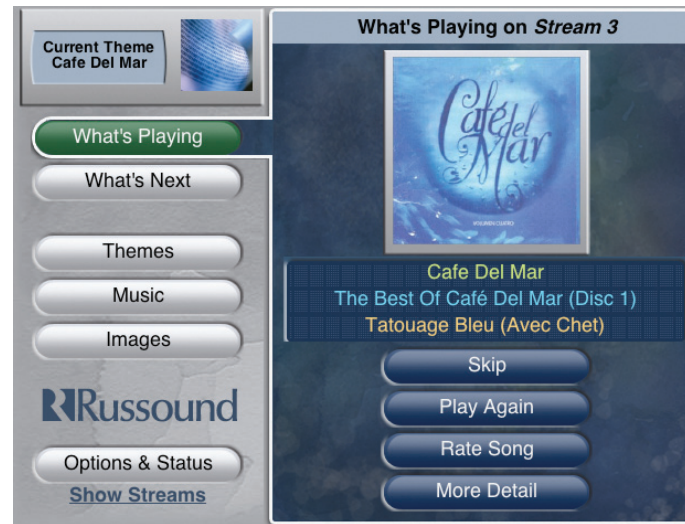 Current Theme
Cafe Del Mar
What's Playing
What's Next
Themes
Music
Images
Russound
Options & Status
Show Streams
What's Playing on Stream 3
Café del Mar
VOLUMEN CUATRO
Cafe Del Mar
The Best Of Café Del Mar (Disc 1)
Tatouage Bleu (Avec Chet)
Skip
Play Again
Rate Song
More Detail